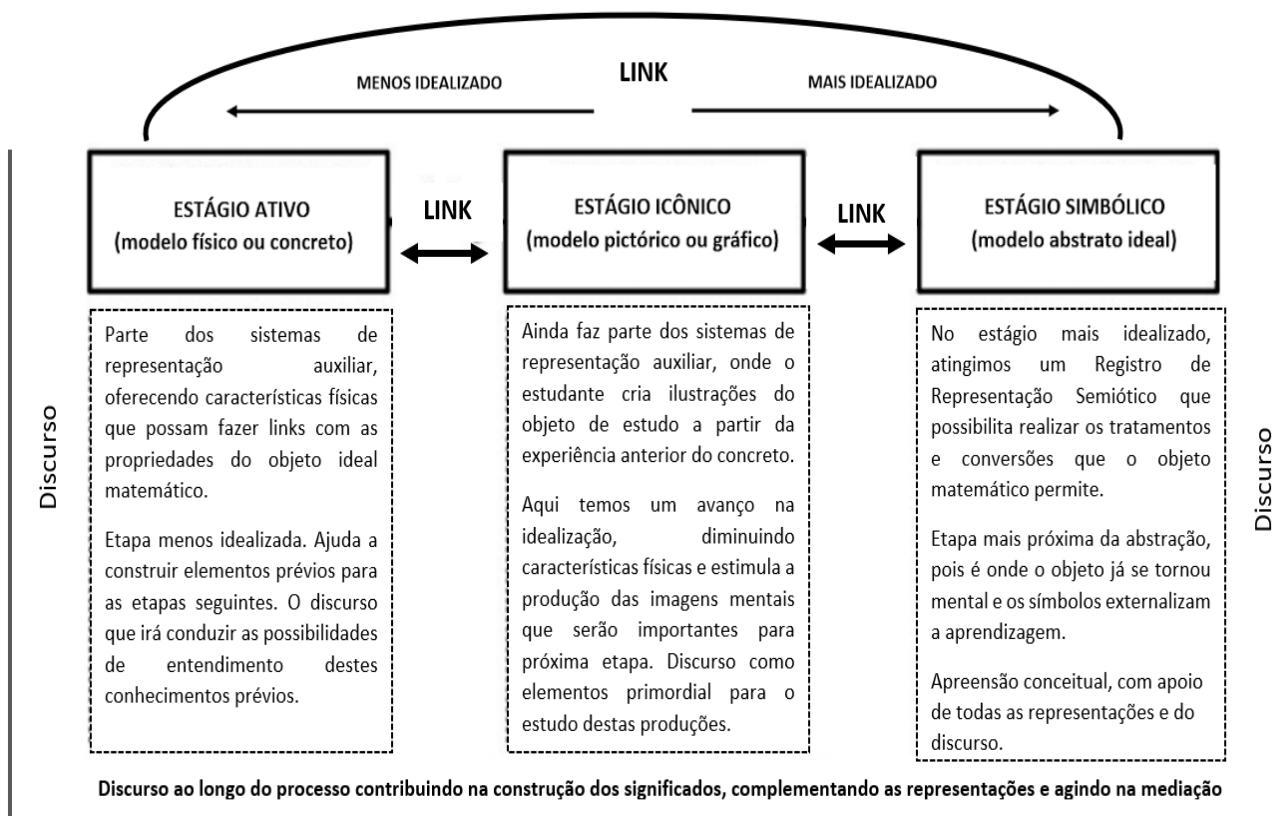 LINK
MENOS IDEALIZADO
MAIS IDEALIZADO
ESTÁGIO ATIVO
(modelo físico ou concreto)
LINK
ESTÁGIO ICÔNICO
(modelo pictórico ou gráfico)
LINK
ESTÁGIO SIMBÓLICO
(modelo abstrato ideal)
Discurso
Parte dos sistemas de
representação auxiliar,
oferecendo características físicas
que possam fazer links com as
propriedades do objeto ideal
matemático.
Etapa menos idealizada. Ajuda a
construir elementos prévios para
as etapas seguintes. O discurso
que irá conduzir as possibilidades
de entendimento destes
conhecimentos prévios.
Ainda faz parte dos sistemas de
representação auxiliar, onde o
estudante cria ilustrações do
objeto de estudo a partir da
experiência anterior do concreto.
Aqui temos um avanço na
idealização, diminuindo
características físicas e estimula a
produção das imagens mentais
que serão importantes para
próxima etapa. Discurso como
elementos primordial para o
estudo destas produções.
No estágio mais idealizado,
atingimos um Registro de
Representação Semiótico que
possibilita realizar os tratamentos
e conversões que o objeto
matemático permite.
Etapa mais próxima da abstração,
pois é onde o objeto já se tornou
mental e os símbolos externalizam
a aprendizagem.
Apreensão conceitual, com apoio
de todas as representações e do
discurso.
Discurso
Discurso ao longo do processo contribuindo na construção dos significados, complementando as representações e agindo na mediação